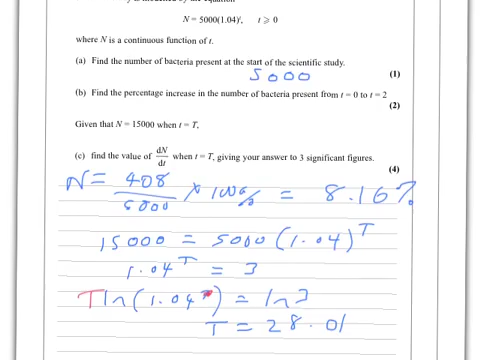 N = 5000(1.04)ᵗ,   t ⩾ 0
where N is a continuous function of t.
(a) Find the number of bacteria present at the start of the scientific study.
5000
(1)
(b) Find the percentage increase in the number of bacteria present from t = 0 to t = 2
(2)
Given that N = 15000 when t = T,
(c) find the value of dN/dt when t = T, giving your answer to 3 significant figures.
(4)
N = 408/5000 × 100% = 8.16%
15000 = 5000(1.04)^T
1.04^T = 3
T ln(1.04) = ln3
T = 28.01